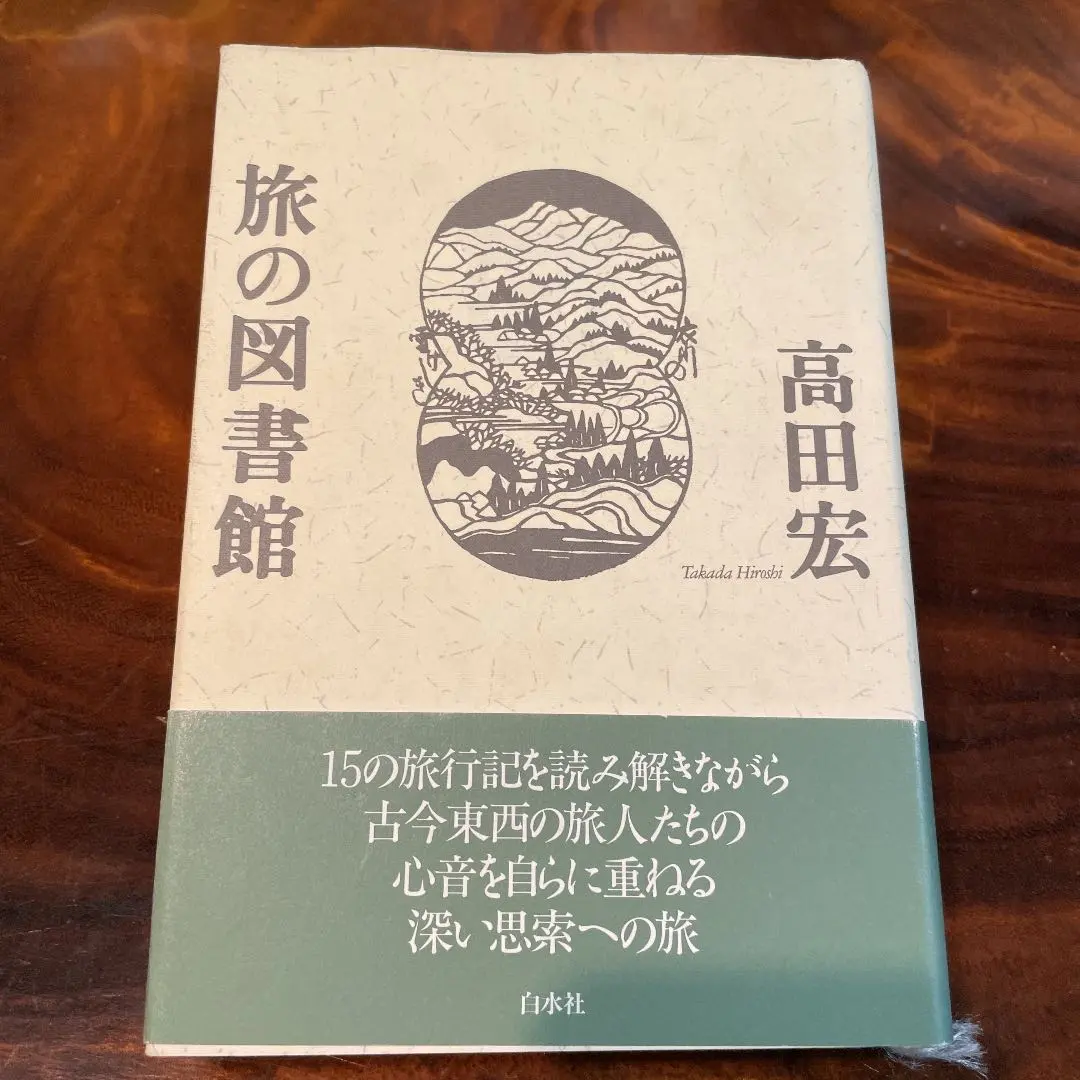 旅の図書館
高田宏
Takada Hiroshi
15の旅行記を読み解きながら
古今東西の旅人たちの
心音を自らに重ねる
深い思索への旅
白水社